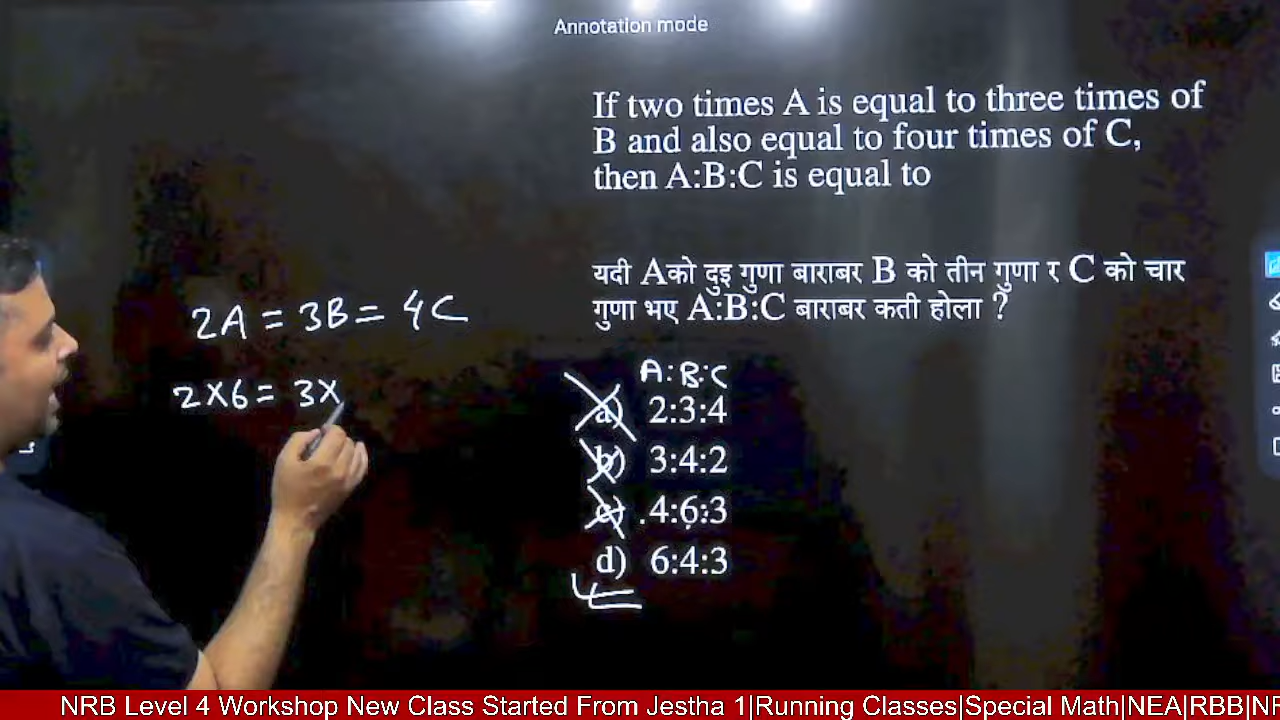 Annotation mode
If two times A is equal to three times of
B and also equal to four times of C,
then A:B:C is equal to
यदी Aको दुइ गुणा बाराबर B को तीन गुणा र C को चार
गुणा भए A:B:C बाराबर कती होला ?
2A = 3B = 4C
2X6 = 3X
A:B:C
a) 2:3:4
b) 3:4:2
c) 4:6:3
d) 6:4:3
NRB Level 4 Workshop New Class Started From Jestha 1|Running Classes|Special Math|NEA|RBB|NR